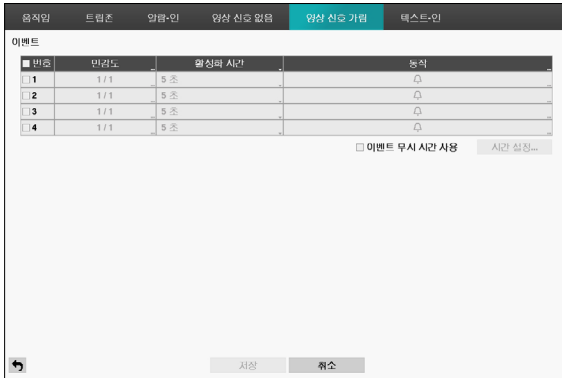 움직임 트립존 알람-인 영상 신호 없음 영상 신호 가림 텍스트-인
이벤트
번호 민감도 활성화 시간 동작
1 1 / 1 5 초
2 1 / 1 5 초
3 1 / 1 5 초
4 1 / 1 5 초
이벤트 무시 시간 사용 시간 설정...
저장 취소